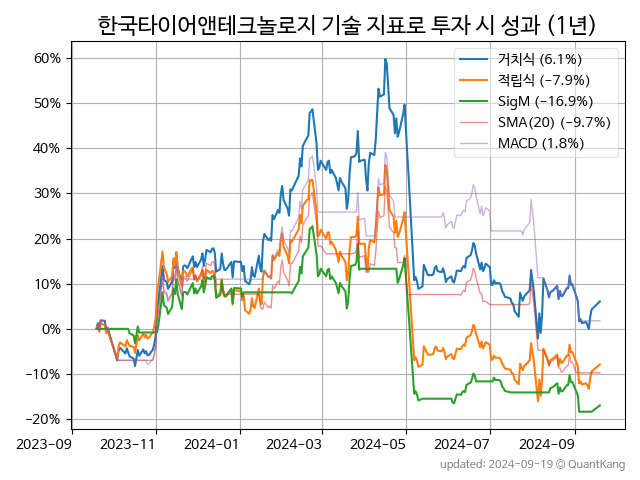 한국타이어앤테크놀로지 기술 지표로 투자 시 성과 (1년)
거치식 (6.1%)
적립식 (−7.9%)
SigM (−16.9%)
SMA(20) (−9.7%)
MACD (1.8%)
60%
50%
40%
30%
20%
10%
0%
−10%
−20%
2023-09 2023-11 2024-01 2024-03 2024-05 2024-07 2024-09
updated: 2024-09-19 © QuantKang